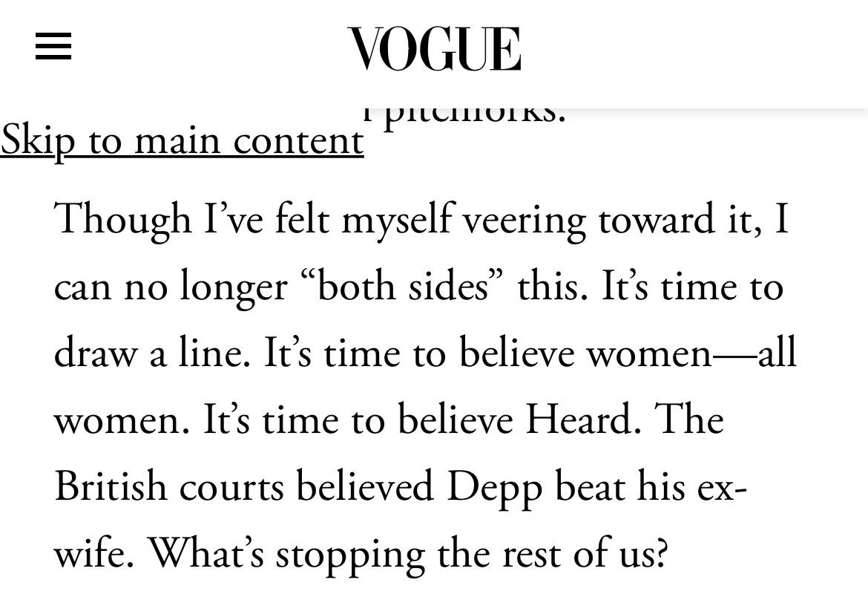 VOGUE
pitchforks.
Skip to main content
Though I’ve felt myself veering toward it, I
can no longer “both sides” this. It’s time to
draw a line. It’s time to believe women—all
women. It’s time to believe Heard. The
British courts believed Depp beat his ex-
wife. What’s stopping the rest of us?